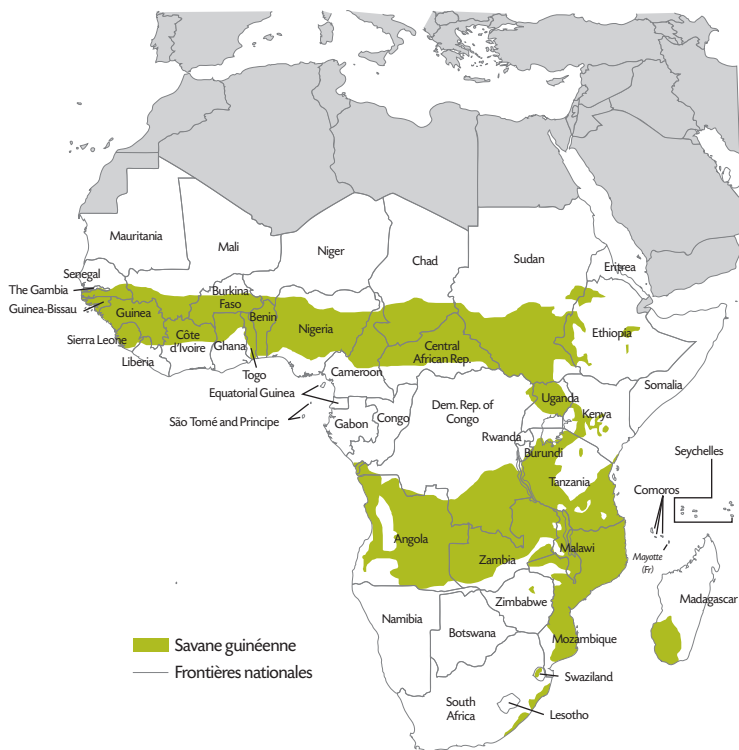 Mauritania
Mali
Niger
Chad
Sudan
Eritrea
Senegal
The Gambia
Guinea-Bissau
Guinea
Burkina
Faso
Benin
Nigeria
Sierra Leone
Côte
d'Ivoire
Ghana
Central
African Rep.
Ethiopia
Liberia
Togo
Cameroon
Somalia
Equatorial Guinea
Uganda
Kenya
Dem. Rep. of
Congo
São Tomé and Principe
Gabon
Congo
Rwanda
Burundi
Tanzania
Seychelles
Comoros
Angola
Zambia
Malawi
Mayotte
(Fr)
Madagascar
Zimbabwe
Namibia
Botswana
Mozambique
Savane guinéenne
Frontières nationales
Swaziland
South
Africa
Lesotho